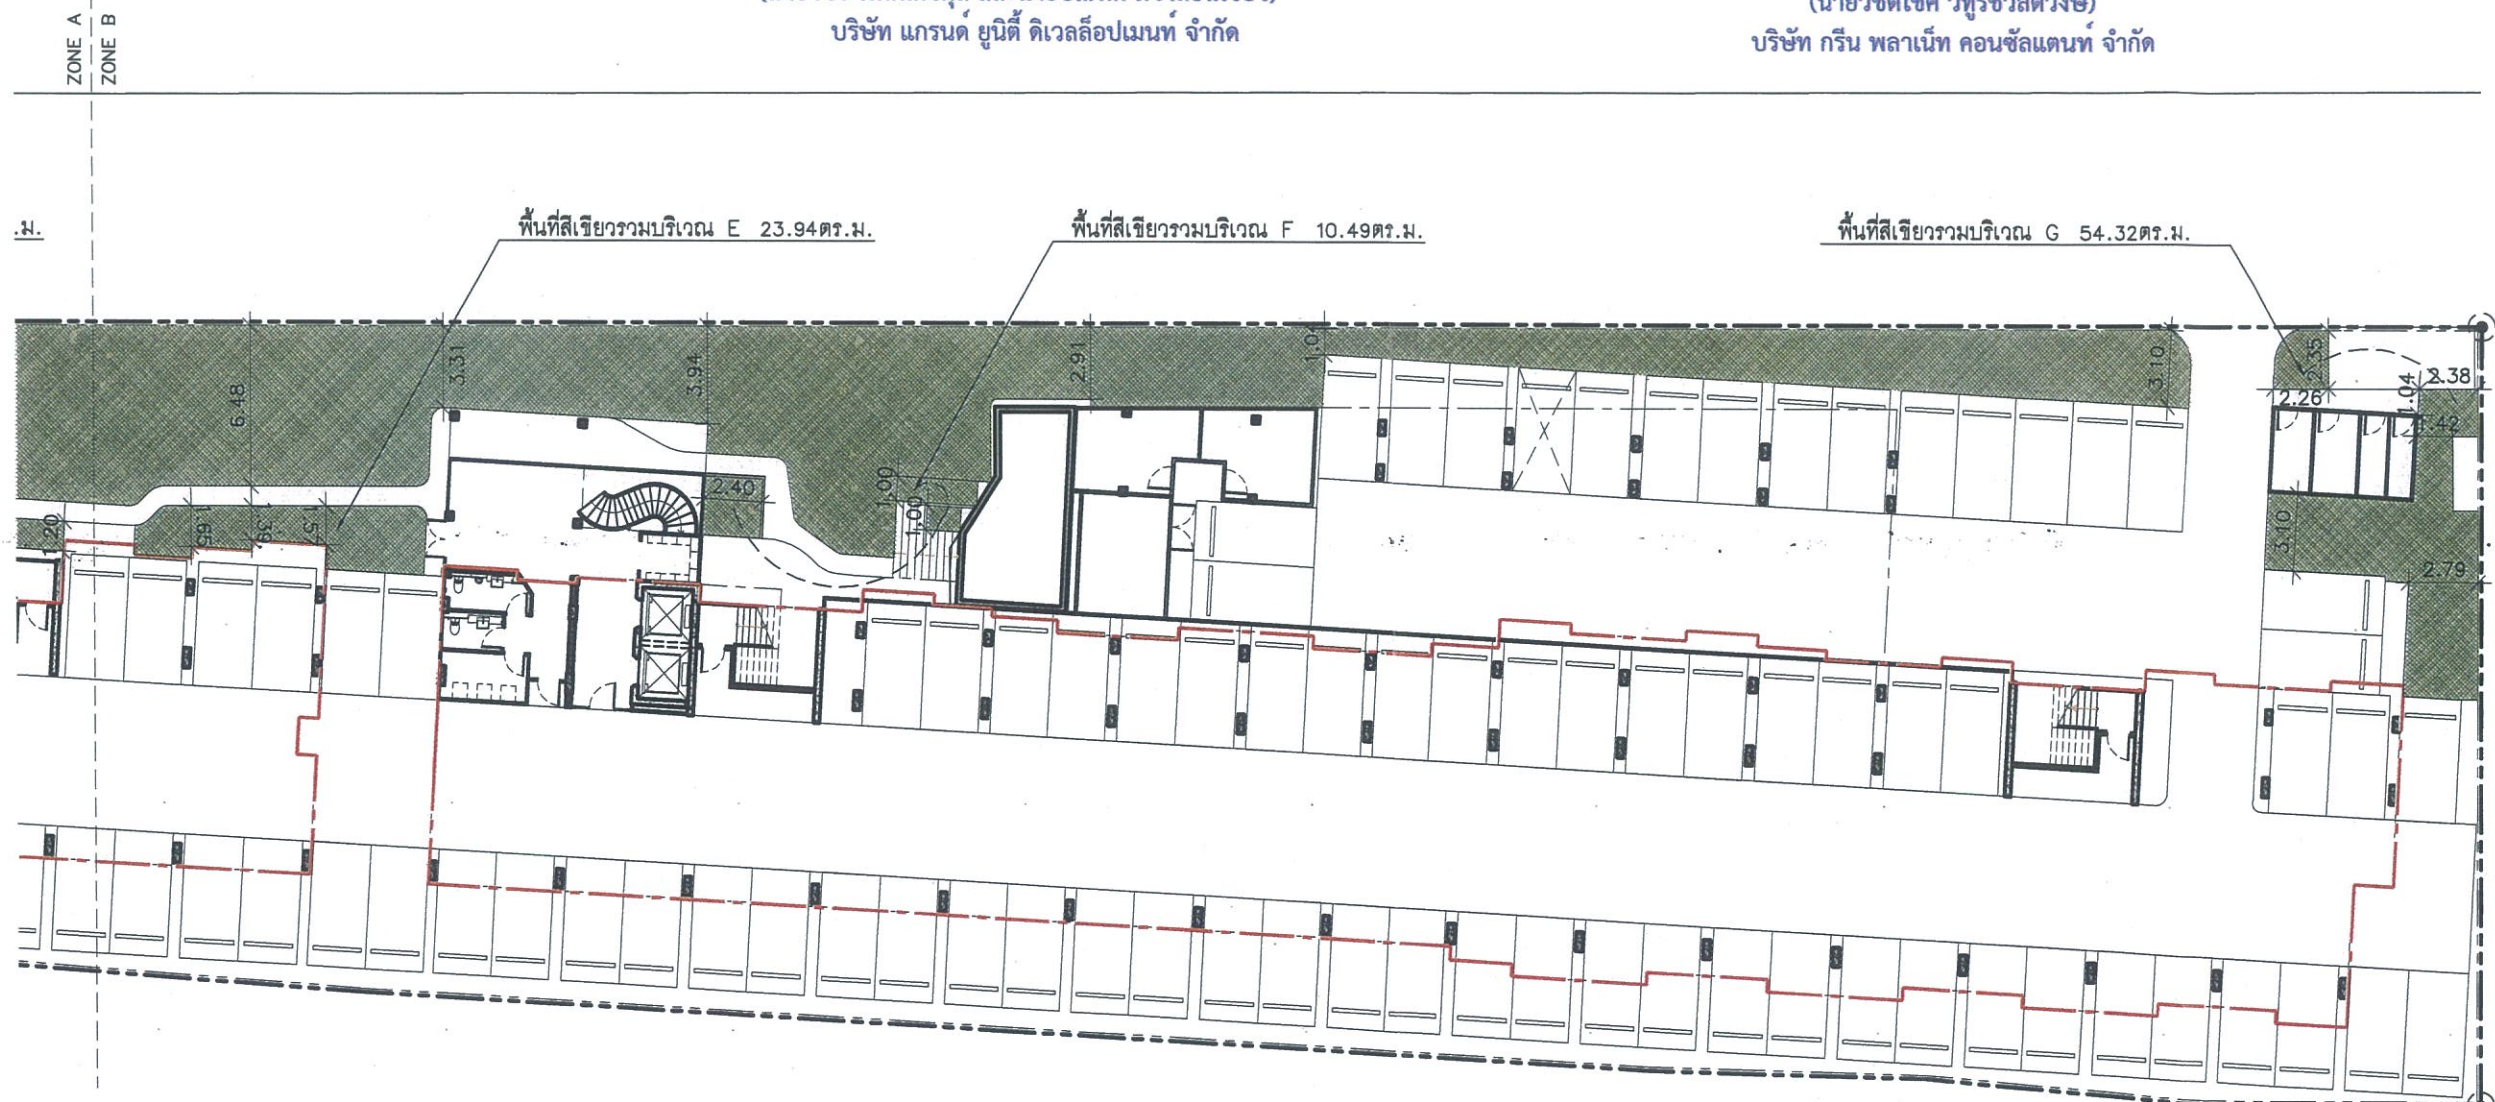 ZONE A
ZONE B
บริษัท แกรนด์ ยูนิตี้ ดิเวลล็อปเมนท์ จำกัด
บริษัท กรีน พลาเน็ท คอนซัลแตนท์ จำกัด
.ม.
พื้นที่สีเขียวรวมบริเวณ E 23.94ตร.ม.
พื้นที่สีเขียวรวมบริเวณ F 10.49ตร.ม.
พื้นที่สีเขียวรวมบริเวณ G 54.32ตร.ม.
6.48
3.31
3.94
2.91
3.10
2.35
2.38
1.04
2.26
.42
2.40
1.09
1.00
1.20
1.65
1.39
1.57
3.10
2.79